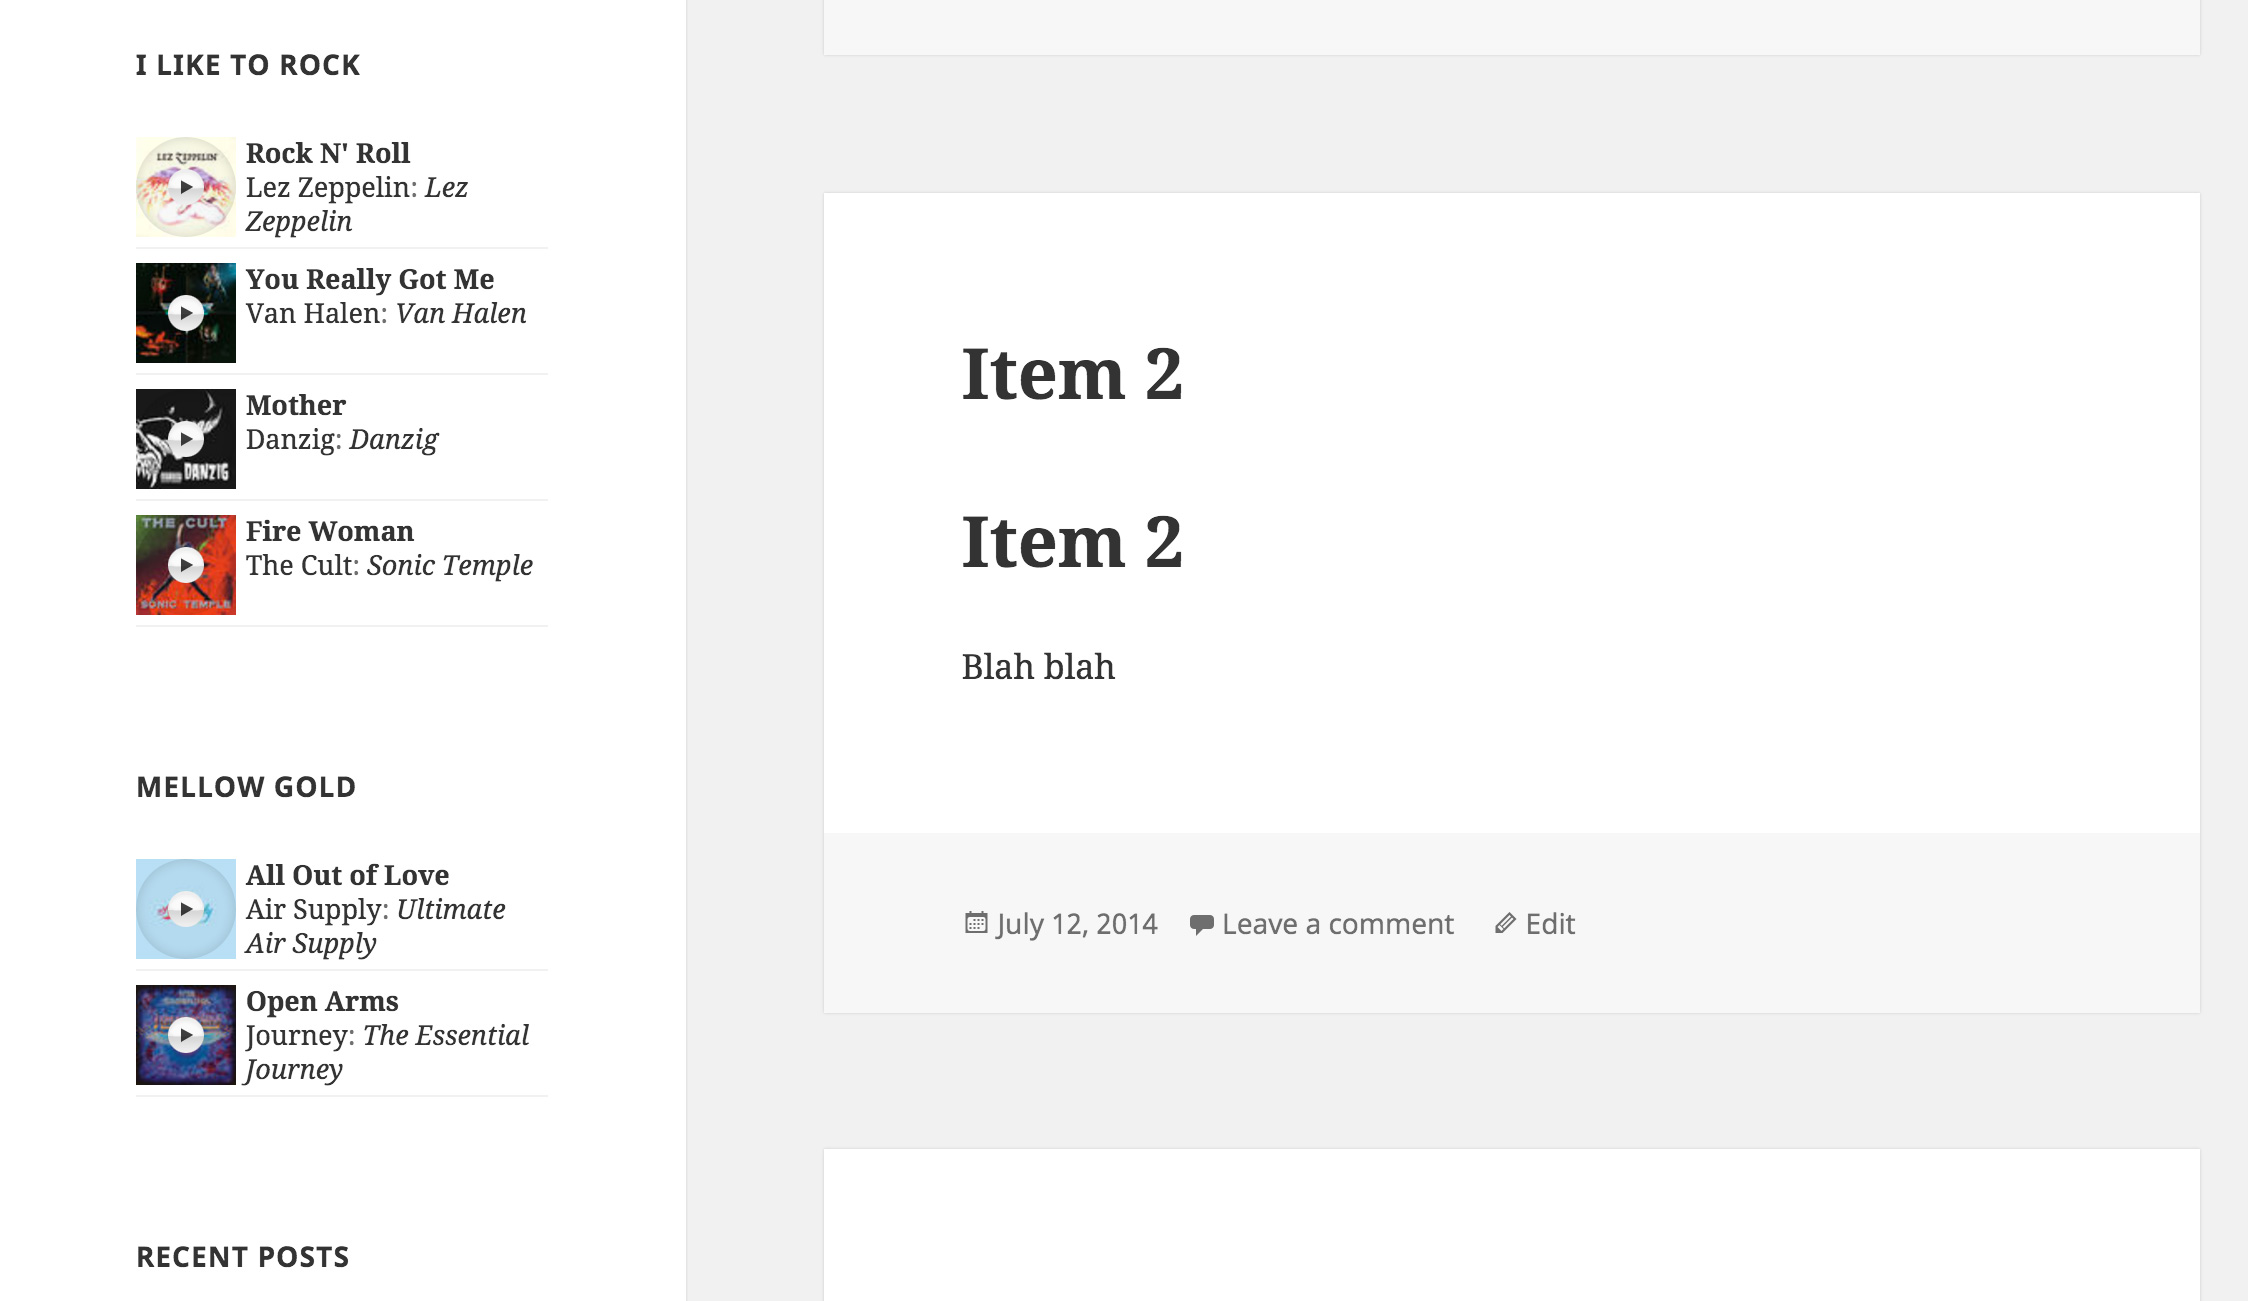 I LIKE TO ROCK
LEZ ZEPPELIN
Rock N' Roll
Lez Zeppelin: Lez
Zeppelin
You Really Got Me
Van Halen: Van Halen
DANZIG
Mother
Danzig: Danzig
THE CULT
SONIC TEMPLE
Fire Woman
The Cult: Sonic Temple
MELLOW GOLD
All Out of Love
Air Supply: Ultimate
Air Supply
Open Arms
Journey: The Essential
Journey
RECENT POSTS
Item 2
Item 2
Blah blah
July 12, 2014
Leave a comment
Edit